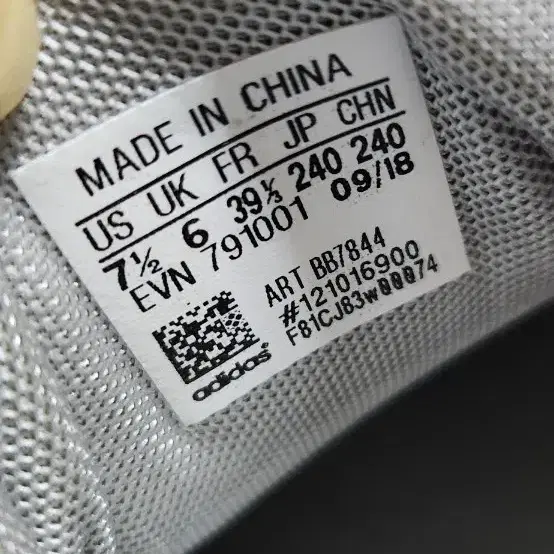 MADE IN CHINA
US UK FR JP CHN
7½ 6 39⅓ 240 240
EVN 791001 09/18
ART BB7844
#121016900
F81CJ83w00074
adidas